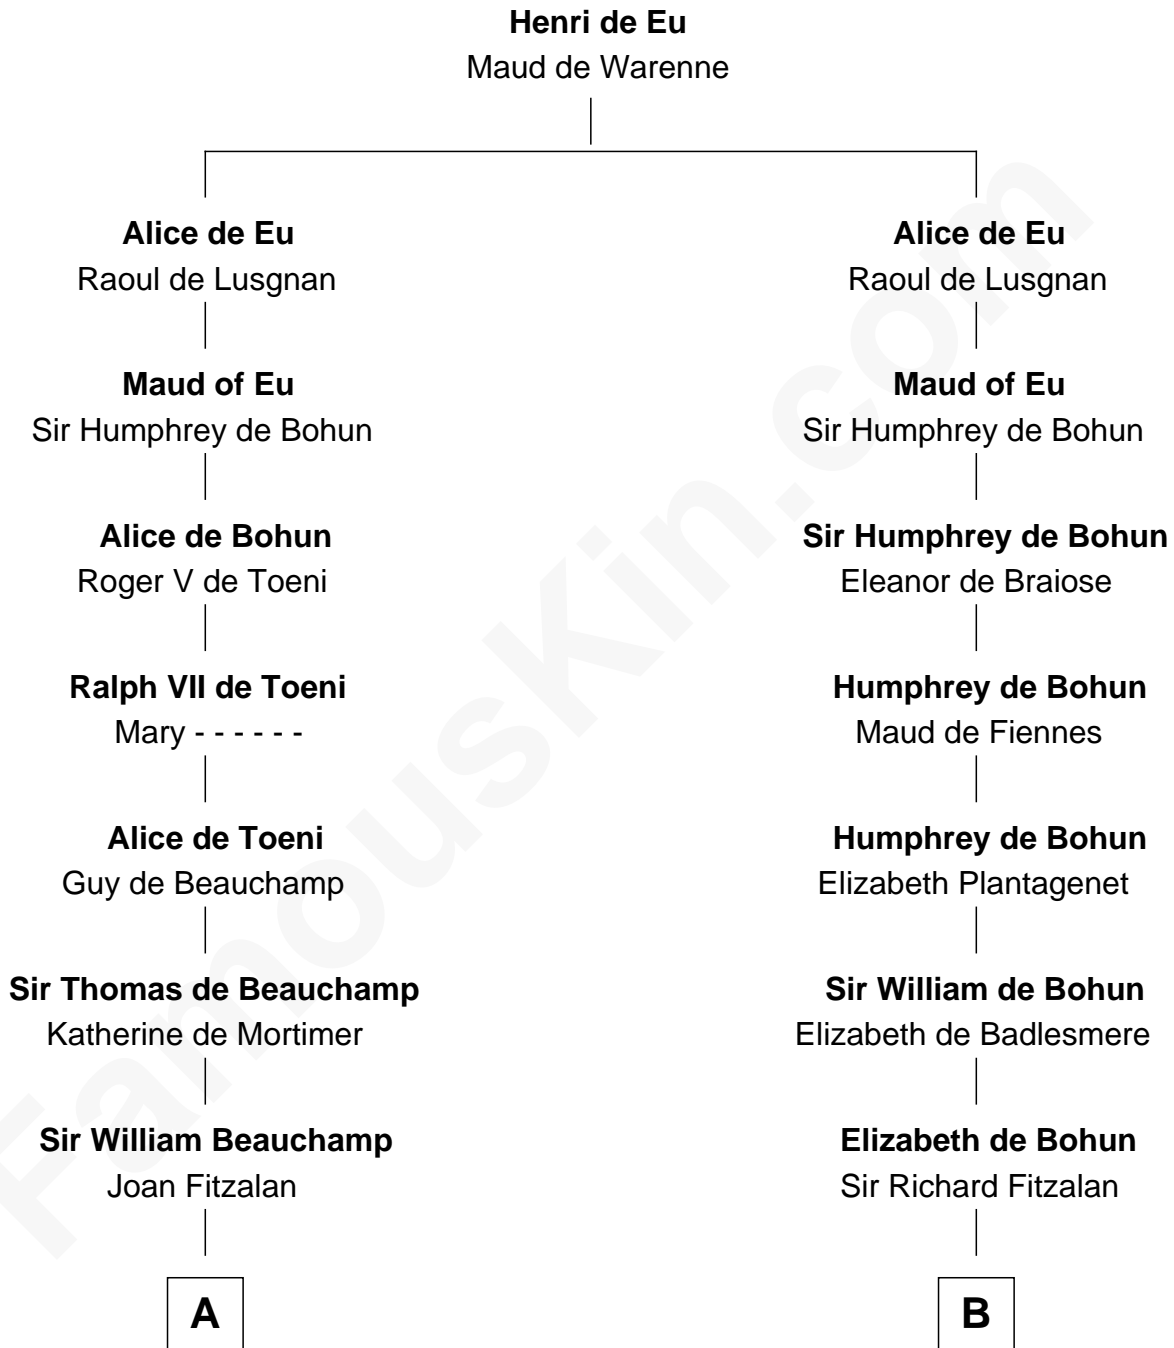 Henri de Eu
Maud de Warenne
Alice de Eu
Raoul de Lusgnan
Maud of Eu
Sir Humphrey de Bohun
Alice de Bohun
Roger V de Toeni
Ralph VII de Toeni
Mary - - - - - -
Alice de Toeni
Guy de Beauchamp
Sir Thomas de Beauchamp
Katherine de Mortimer
Sir William Beauchamp
Joan Fitzalan
A
Alice de Eu
Raoul de Lusgnan
Maud of Eu
Sir Humphrey de Bohun
Sir Humphrey de Bohun
Eleanor de Braiose
Humphrey de Bohun
Maud de Fiennes
Humphrey de Bohun
Elizabeth Plantagenet
Sir William de Bohun
Elizabeth de Badlesmere
Elizabeth de Bohun
Sir Richard Fitzalan
B
FamousKin.com